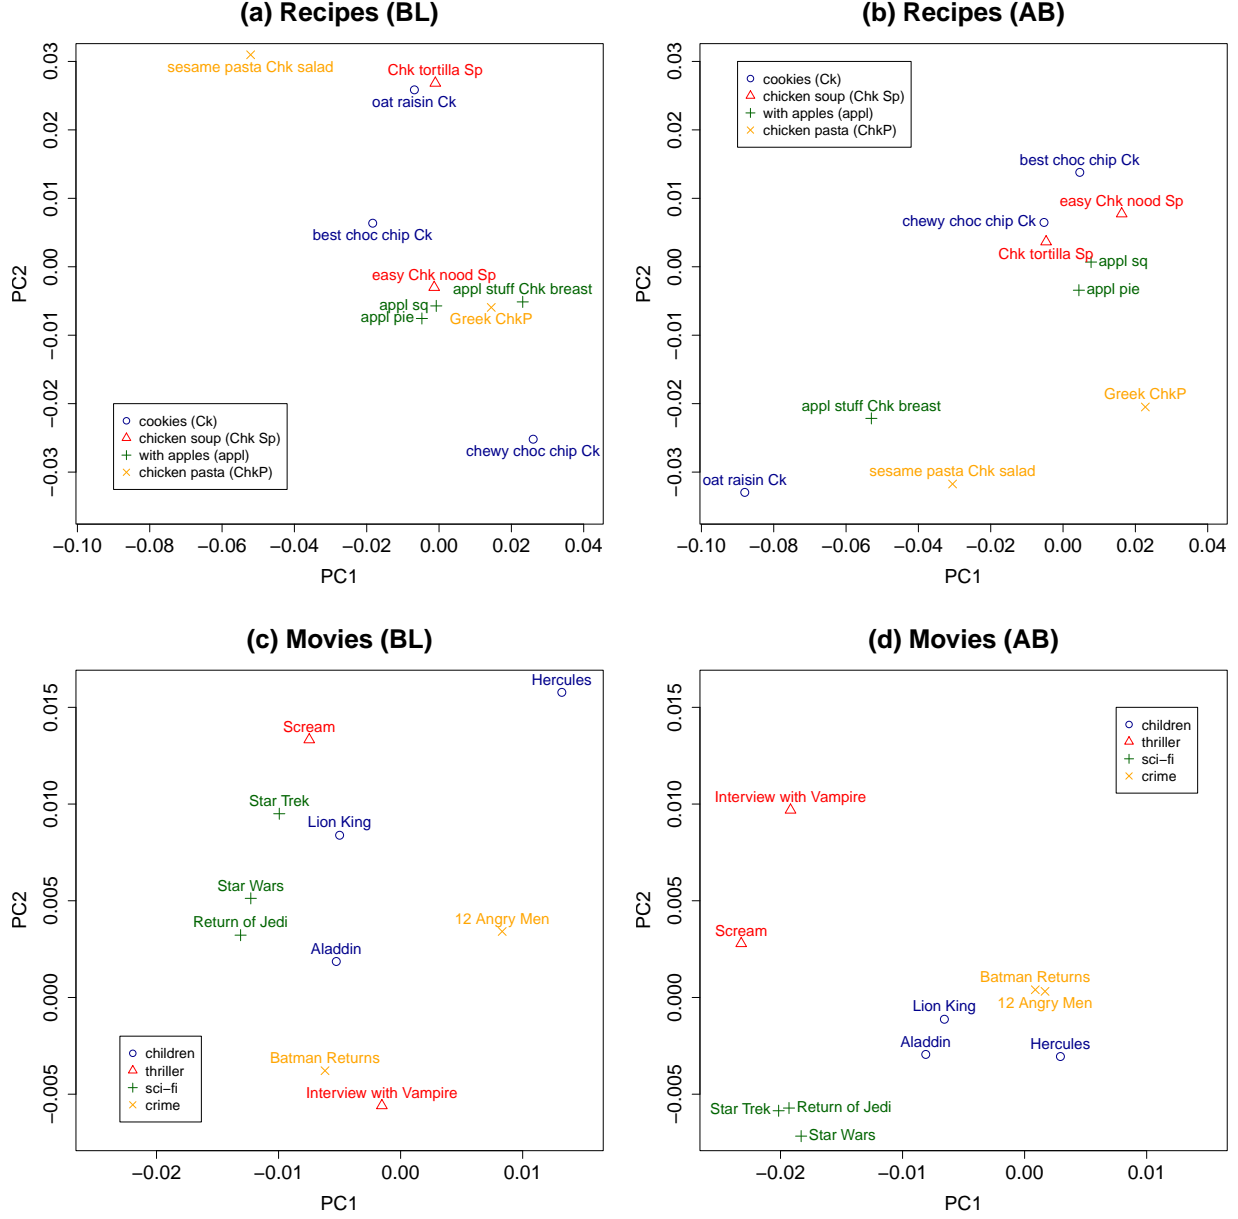 (a) Recipes (BL)
sesame pasta Chk salad
Chk tortilla Sp
oat raisin Ck
best choc chip Ck
easy Chk nood Sp
appl stuff Chk breast
appl sq
appl pie
Greek ChkP
chewy choc chip Ck
cookies (Ck)
chicken soup (Chk Sp)
with apples (appl)
chicken pasta (ChkP)
0.03
0.02
0.01
0.00
−0.01
−0.02
−0.03
PC2
−0.10
−0.08
−0.06
−0.04
−0.02
0.00
0.02
0.04
PC1
(b) Recipes (AB)
cookies (Ck)
chicken soup (Chk Sp)
with apples (appl)
chicken pasta (ChkP)
best choc chip Ck
easy Chk nood Sp
chewy choc chip Ck
Chk tortilla Sp
appl sq
appl pie
Greek ChkP
appl stuff Chk breast
sesame pasta Chk salad
oat raisin Ck
0.03
0.02
0.01
0.00
−0.01
−0.02
−0.03
PC2
−0.10
−0.08
−0.06
−0.04
−0.02
0.00
0.02
0.04
PC1
(c) Movies (BL)
Hercules
Scream
Star Trek
Lion King
Star Wars
Return of Jedi
12 Angry Men
Aladdin
Batman Returns
Interview with Vampire
children
thriller
sci−fi
crime
0.015
0.010
0.005
0.000
−0.005
PC2
−0.02
−0.01
0.00
0.01
PC1
(d) Movies (AB)
children
thriller
sci−fi
crime
Interview with Vampire
Scream
Batman Returns
12 Angry Men
Lion King
Aladdin
Hercules
Star Trek
Return of Jedi
Star Wars
0.015
0.010
0.005
0.000
−0.005
PC2
−0.02
−0.01
0.00
0.01
PC1